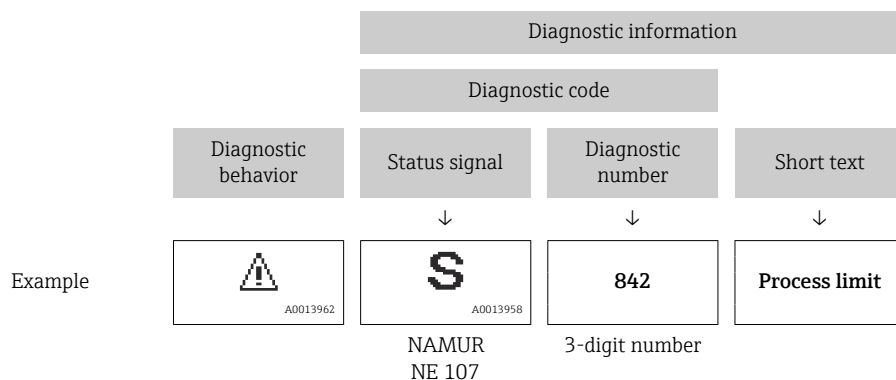 Diagnostic information
Diagnostic code
Diagnostic
behavior
Status signal
Diagnostic
number
Short text
↓ ↓ ↓
Example
A0013962
S
A0013958
842
Process limit
NAMUR
NE 107
3-digit number